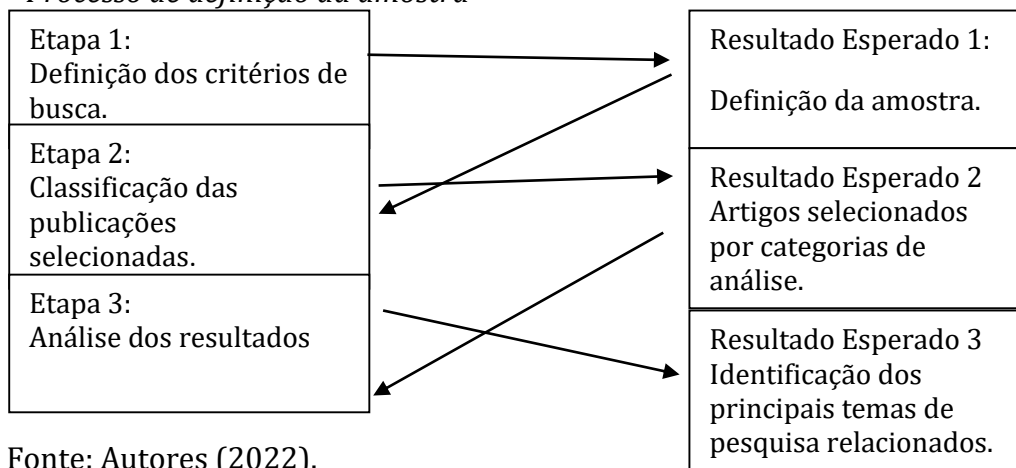 Processo de definição da amostra
Etapa 1:
Definição dos critérios de
busca.
Etapa 2:
Classificação das
publicações
selecionadas.
Etapa 3:
Análise dos resultados
Resultado Esperado 1:
Definição da amostra.
Resultado Esperado 2
Artigos selecionados
por categorias de
análise.
Resultado Esperado 3
Identificação dos
principais temas de
pesquisa relacionados.
Fonte: Autores (2022).